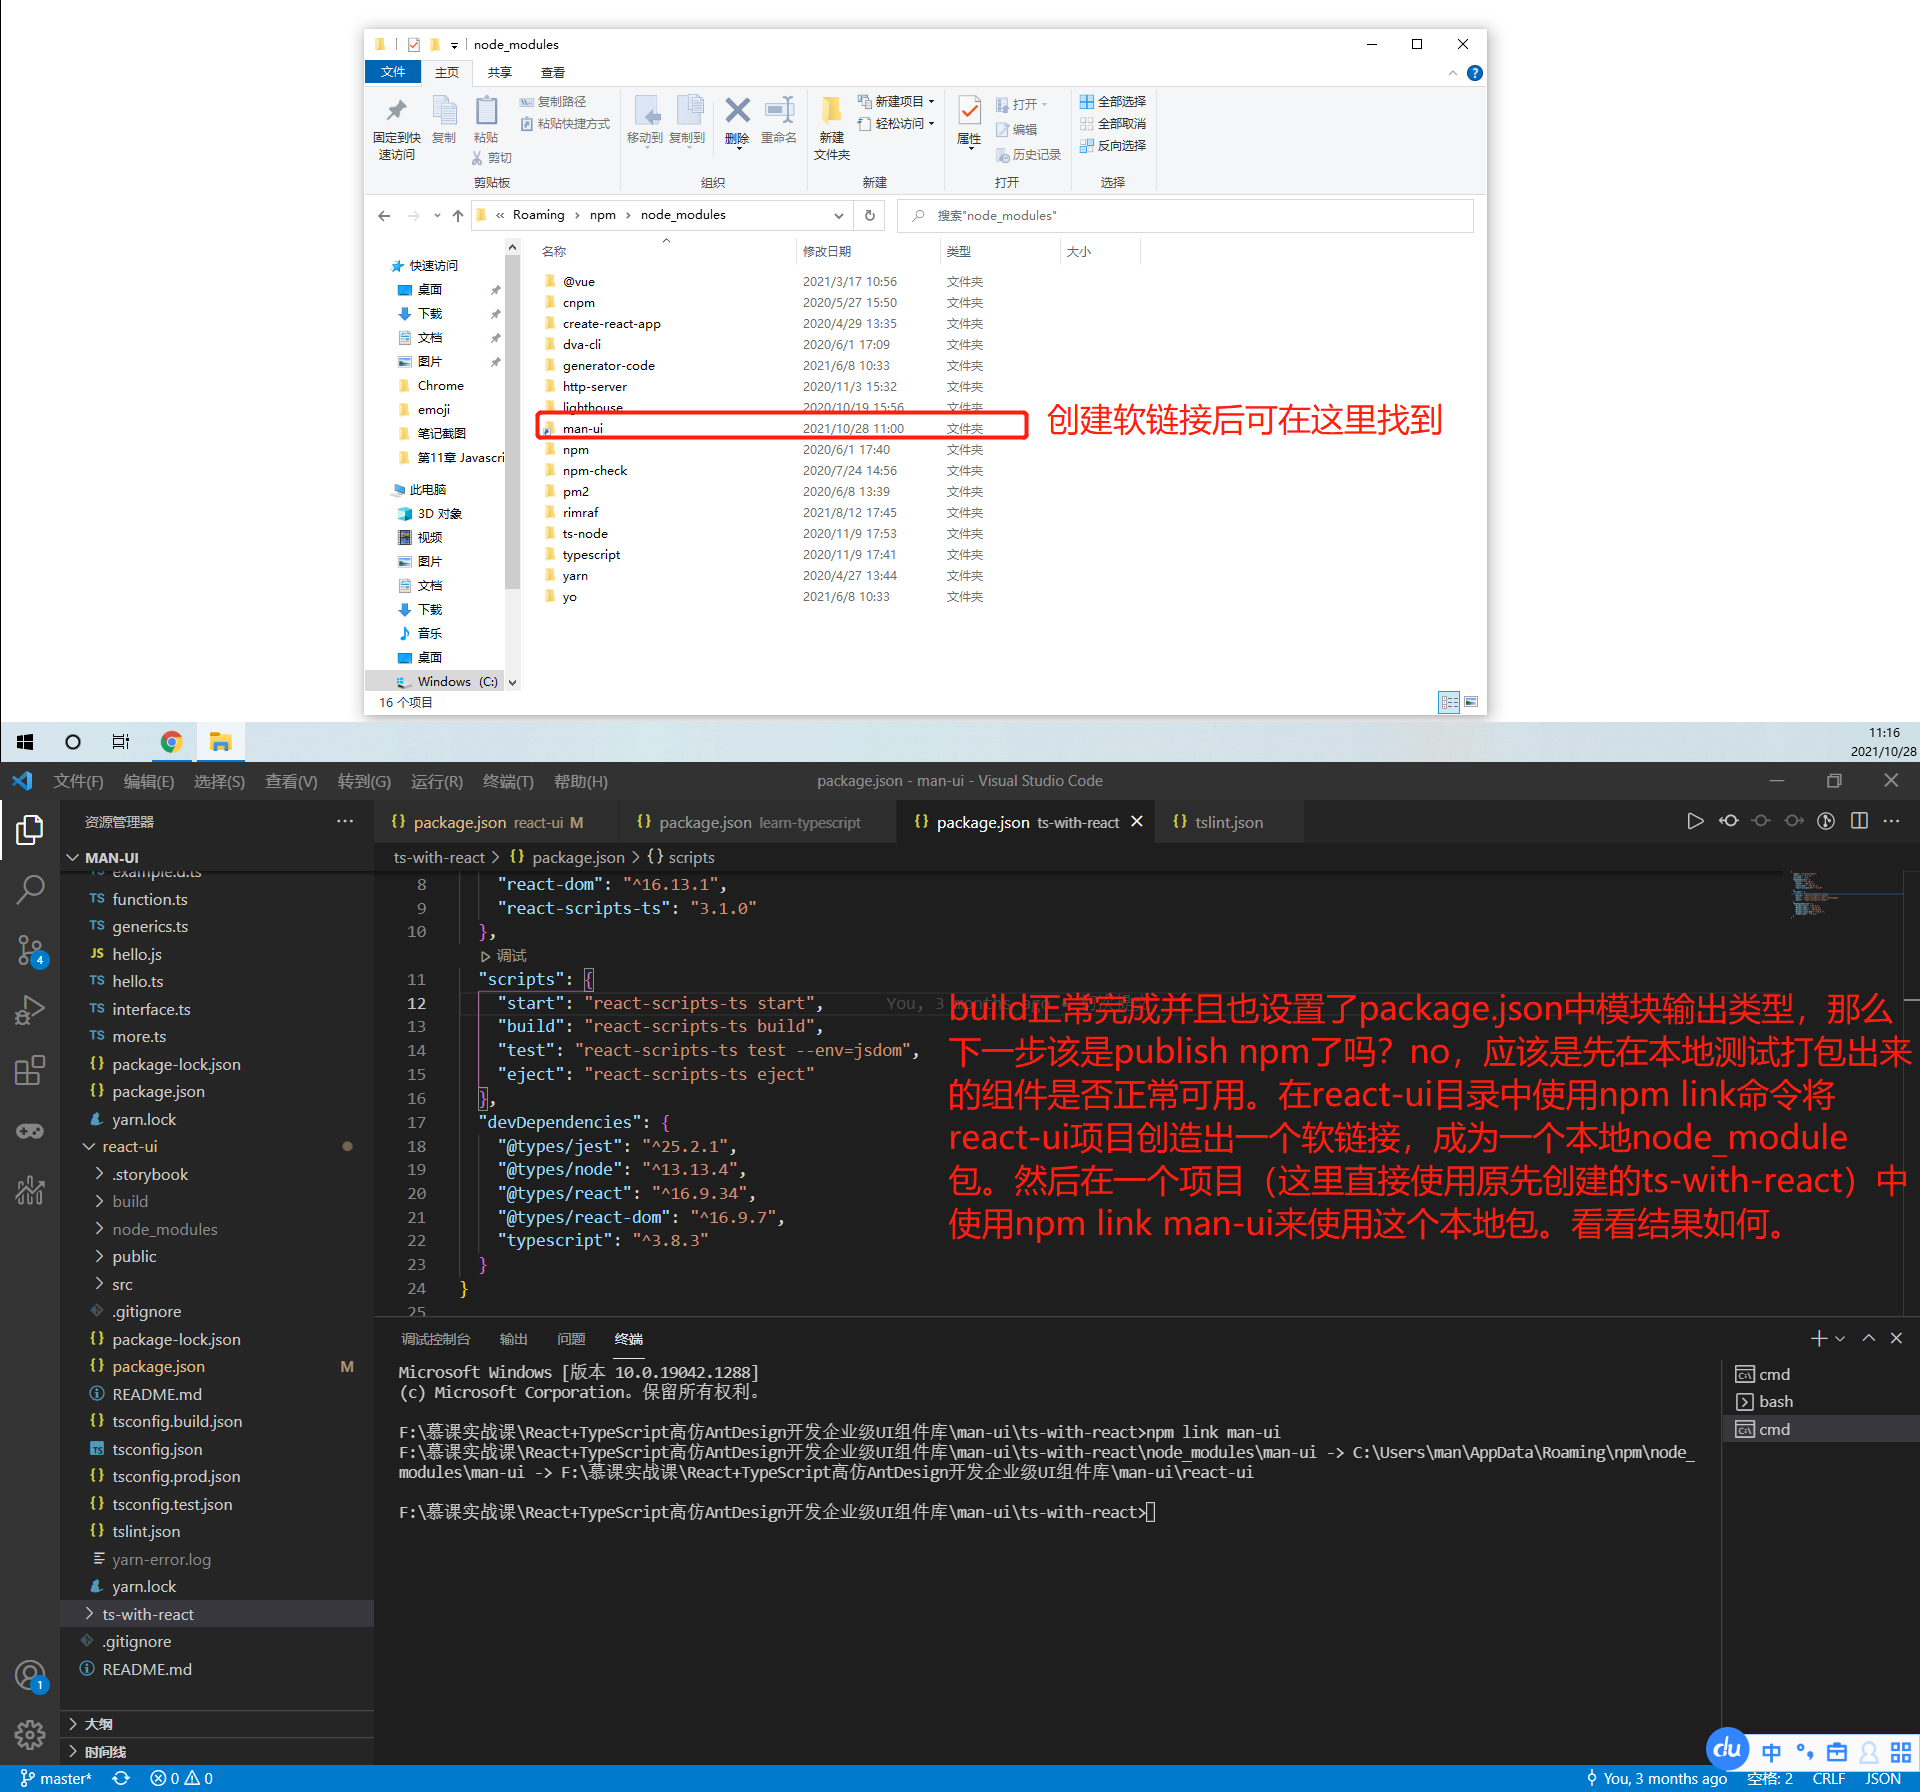 node_modules
文件 主页 共享 查看
固定到快速访问 复制 粘贴 复制路径 粘贴快捷方式 剪切 移动到 复制到 删除 重命名 新建文件夹 新建项目 轻松访问 属性 打开 编辑 历史记录 全部选择 全部取消 反向选择
剪贴板 组织 新建 打开 选择
« Roaming › npm › node_modules
搜索"node_modules"
名称 修改日期 类型 大小
快速访问
桌面
下载
文档
图片
Chrome
emoji
笔记截图
第11章 Javascri
此电脑
3D 对象
视频
图片
文档
下载
音乐
桌面
Windows (C:)
@vue 2021/3/17 10:56 文件夹
cnpm 2020/5/27 15:50 文件夹
create-react-app 2020/4/29 13:35 文件夹
dva-cli 2020/6/1 17:09 文件夹
generator-code 2021/6/8 10:33 文件夹
http-server 2020/11/3 15:32 文件夹
lighthouse 2020/10/19 15:56 文件夹
man-ui 2021/10/28 11:00 文件夹
创建软链接后可在这里找到
npm 2020/6/1 17:40 文件夹
npm-check 2020/7/24 14:56 文件夹
pm2 2020/6/8 13:39 文件夹
rimraf 2021/8/12 17:45 文件夹
ts-node 2020/11/9 17:53 文件夹
typescript 2020/11/9 17:41 文件夹
yarn 2020/4/27 13:44 文件夹
yo 2021/6/8 10:33 文件夹
16 个项目
11:16
2021/10/28
文件(F) 编辑(E) 选择(S) 查看(V) 转到(G) 运行(R) 终端(T) 帮助(H)
package.json - man-ui - Visual Studio Code
资源管理器
MAN-UI
example.d.ts
TS function.ts
TS generics.ts
JS hello.js
TS hello.ts
TS interface.ts
TS more.ts
{} package-lock.json
{} package.json
yarn.lock
react-ui
.storybook
build
node_modules
public
src
.gitignore
{} package-lock.json
{} package.json M
README.md
{} tsconfig.build.json
TS tsconfig.json
{} tsconfig.prod.json
{} tsconfig.test.json
{} tslint.json
yarn-error.log
yarn.lock
ts-with-react
.gitignore
README.md
大纲
时间线
4
1
{} package.json react-ui M
{} package.json learn-typescript
{} package.json ts-with-react
{} tslint.json
ts-with-react > {} package.json > {} scripts
8 "react-dom": "^16.13.1",
9 "react-scripts-ts": "3.1.0"
10 },
调试
11 "scripts": {
12 "start": "react-scripts-ts start", You, 3 months ago
13 "build": "react-scripts-ts build",
14 "test": "react-scripts-ts test --env=jsdom",
15 "eject": "react-scripts-ts eject"
16 },
17 "devDependencies": {
18 "@types/jest": "^25.2.1",
19 "@types/node": "^13.13.4",
20 "@types/react": "^16.9.34",
21 "@types/react-dom": "^16.9.7",
22 "typescript": "^3.8.3"
23 }
24 }
25
build正常完成并且也设置了package.json中模块输出类型，那么
下一步该是publish npm了吗？no，应该是先在本地测试打包出来
的组件是否正常可用。在react-ui目录中使用npm link命令将
react-ui项目创造出一个软链接，成为一个本地node_module
包。然后在一个项目（这里直接使用原先创建的ts-with-react）中
使用npm link man-ui来使用这个本地包。看看结果如何。
调试控制台 输出 问题 终端
Microsoft Windows [版本 10.0.19042.1288]
(c) Microsoft Corporation。保留所有权利。
F:\慕课实战课\React+TypeScript高仿AntDesign开发企业级UI组件库\man-ui\ts-with-react>npm link man-ui
F:\慕课实战课\React+TypeScript高仿AntDesign开发企业级UI组件库\man-ui\ts-with-react\node_modules\man-ui -> C:\Users\man\AppData\Roaming\npm\node_
modules\man-ui -> F:\慕课实战课\React+TypeScript高仿AntDesign开发企业级UI组件库\man-ui\react-ui
F:\慕课实战课\React+TypeScript高仿AntDesign开发企业级UI组件库\man-ui\ts-with-react>
cmd
bash
cmd
du 中
master* 0 0
You, 3 months ago 空格: 2 CRLF JSON